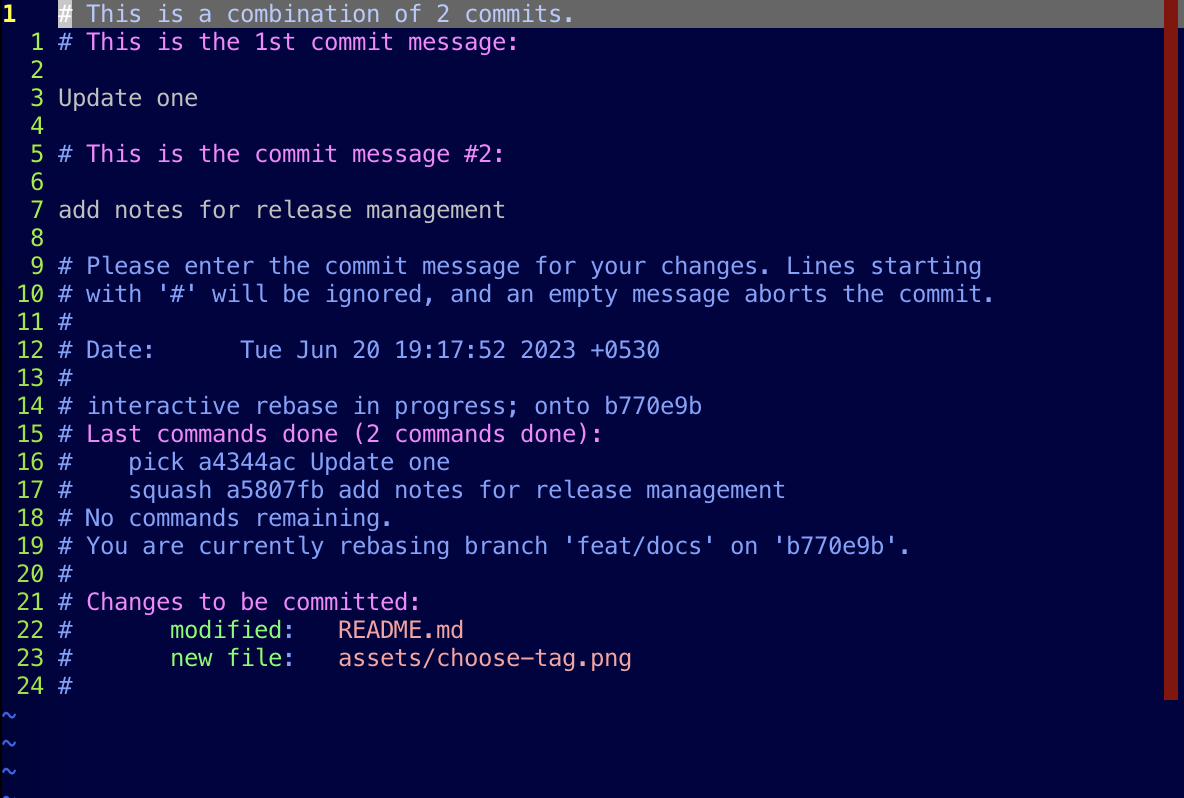 1 # This is a combination of 2 commits.
1 # This is the 1st commit message:
2
3 Update one
4
5 # This is the commit message #2:
6
7 add notes for release management
8
9 # Please enter the commit message for your changes. Lines starting
10 # with '#' will be ignored, and an empty message aborts the commit.
11 #
12 # Date:      Tue Jun 20 19:17:52 2023 +0530
13 #
14 # interactive rebase in progress; onto b770e9b
15 # Last commands done (2 commands done):
16 #    pick a4344ac Update one
17 #    squash a5807fb add notes for release management
18 # No commands remaining.
19 # You are currently rebasing branch 'feat/docs' on 'b770e9b'.
20 #
21 # Changes to be committed:
22 #       modified:   README.md
23 #       new file:   assets/choose-tag.png
24 #
~
~
~
~